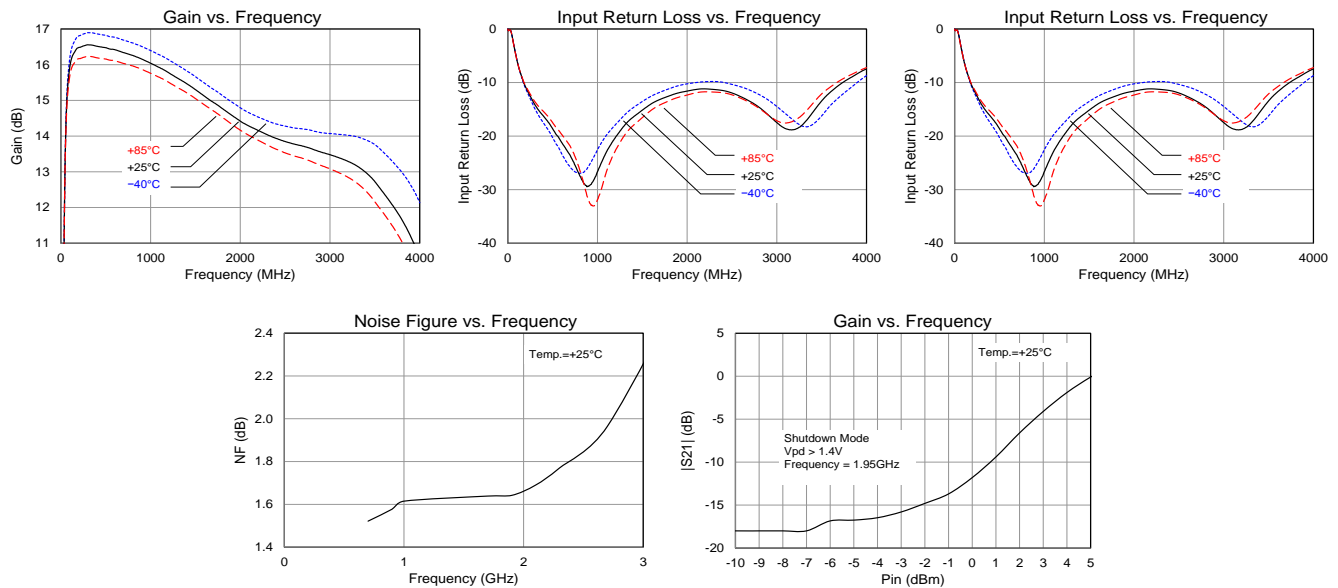 Gain vs. Frequency
17
16
15
14
13
12
11
Gain (dB)
+85°C
+25°C
−40°C
0 1000 2000 3000 4000
Frequency (MHz)
Input Return Loss vs. Frequency
0
-10
-20
-30
-40
Input Return Loss (dB)
+85°C
+25°C
−40°C
0 1000 2000 3000 4000
Frequency (MHz)
Input Return Loss vs. Frequency
0
-10
-20
-30
-40
Input Return Loss (dB)
+85°C
+25°C
−40°C
0 1000 2000 3000 4000
Frequency (MHz)
Noise Figure vs. Frequency
2.4
2.2
2.0
1.8
1.6
1.4
NF (dB)
Temp.=+25°C
0 1 2 3
Frequency (GHz)
Gain vs. Frequency
5
0
-5
-10
-15
-20
|S21| (dB)
Temp.=+25°C
Shutdown Mode
Vpd > 1.4V
Frequency = 1.95GHz
-10 -9 -8 -7 -6 -5 -4 -3 -2 -1 0 1 2 3 4 5
Pin (dBm)